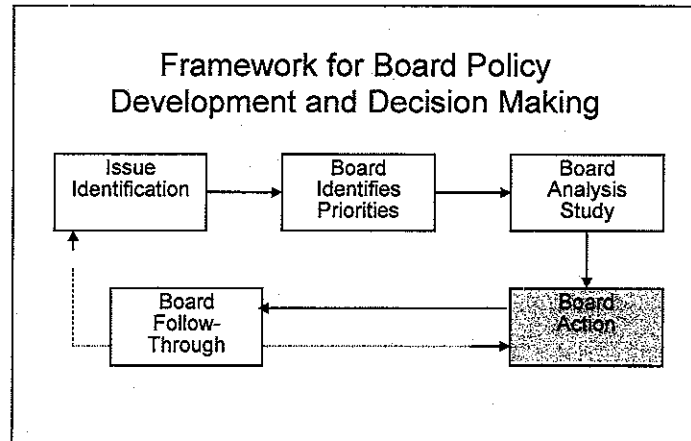 Framework for Board Policy
Development and Decision Making
Issue
Identification
Board
Identifies
Priorities
Board
Analysis
Study
Board
Follow-
Through
Board
Action